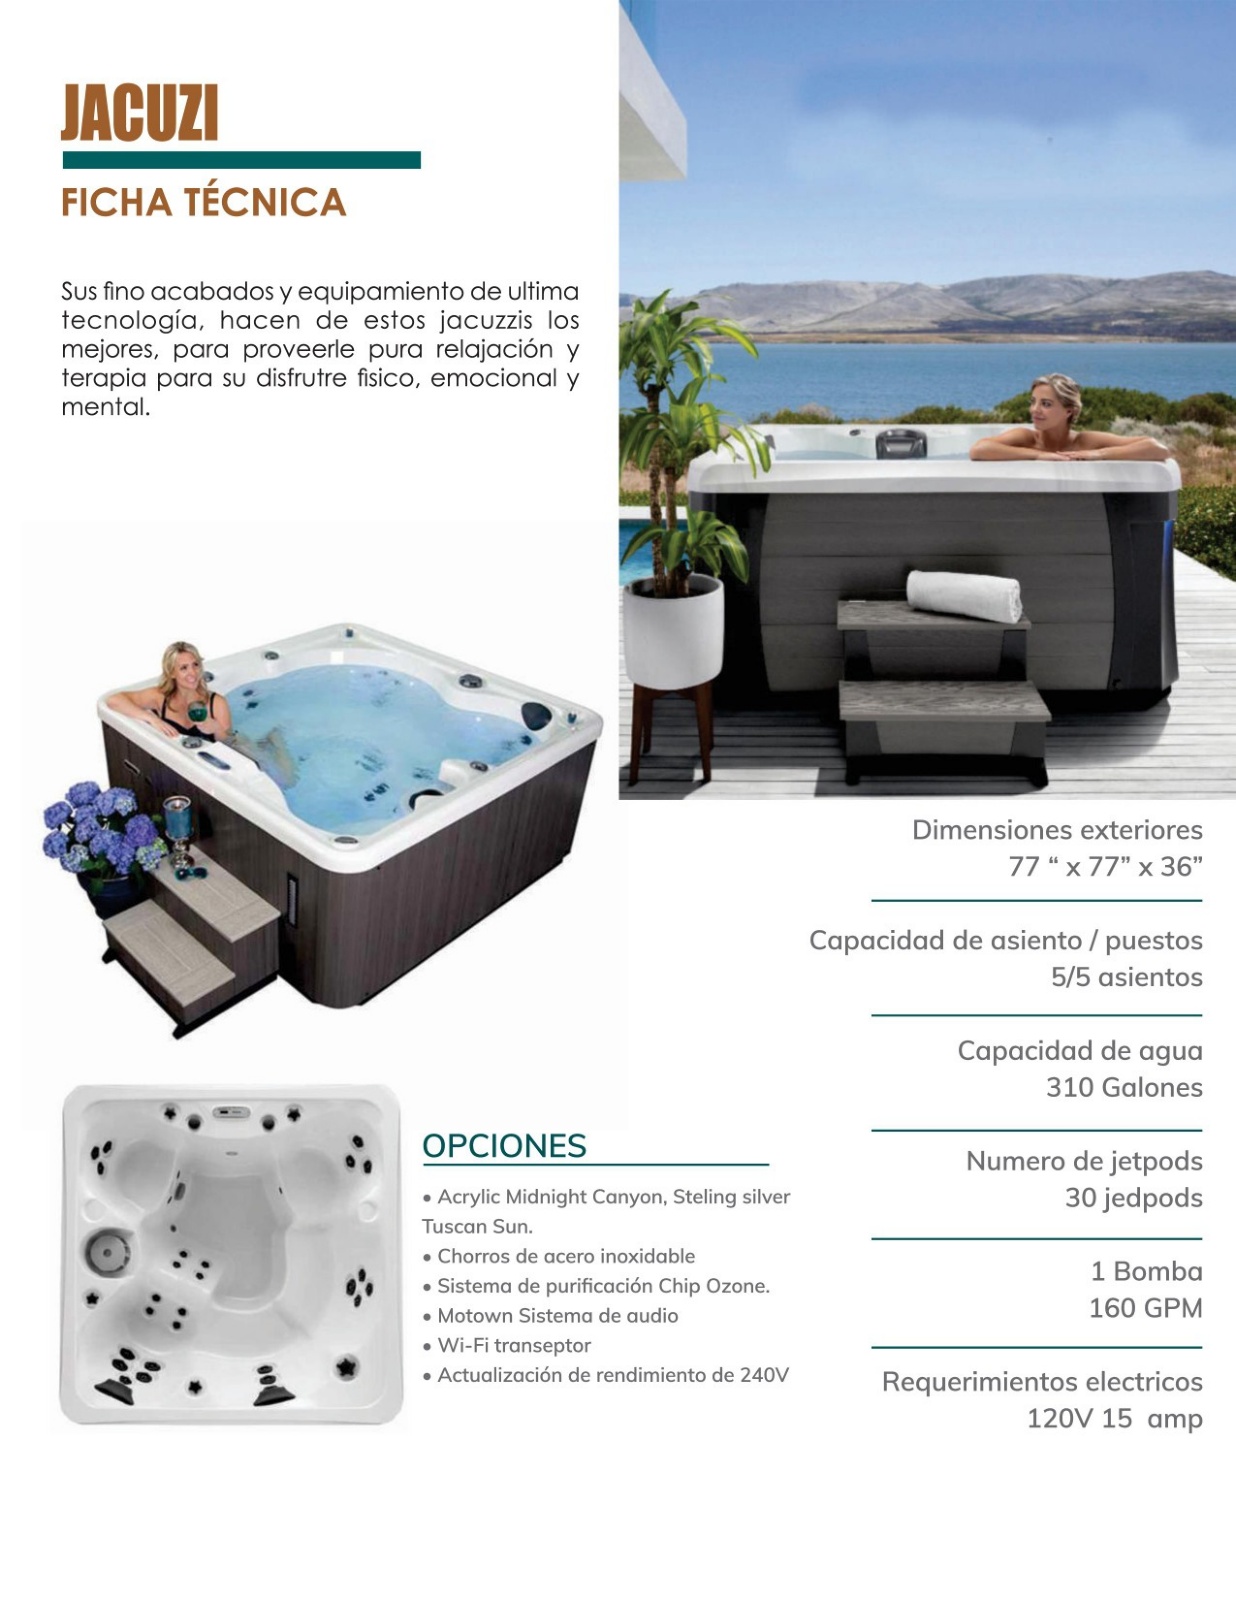 JACUZI
FICHA TÉCNICA
Sus fino acabados y equipamiento de ultima
tecnología, hacen de estos jacuzzis los
mejores, para proveerle pura relajación y
terapia para su disfrutre fisico, emocional y
mental.
Dimensiones exteriores
77 “ x 77” x 36”
Capacidad de asiento / puestos
5/5 asientos
Capacidad de agua
310 Galones
Numero de jetpods
30 jedpods
1 Bomba
160 GPM
Requerimientos electricos
120V 15 amp
OPCIONES
• Acrylic Midnight Canyon, Steling silver
Tuscan Sun.
• Chorros de acero inoxidable
• Sistema de purificación Chip Ozone.
• Motown Sistema de audio
• Wi-Fi transeptor
• Actualización de rendimiento de 240V